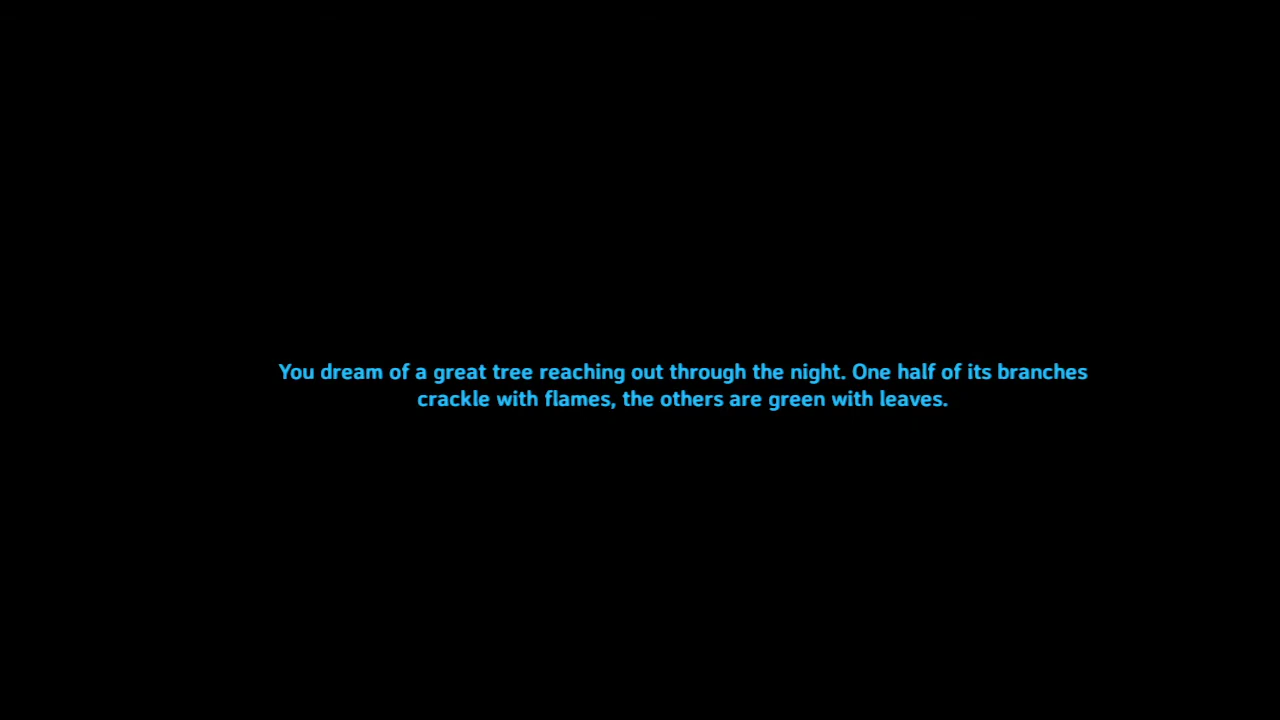 You dream of a great tree reaching out through the night. One half of its branches
crackle with flames, the others are green with leaves.